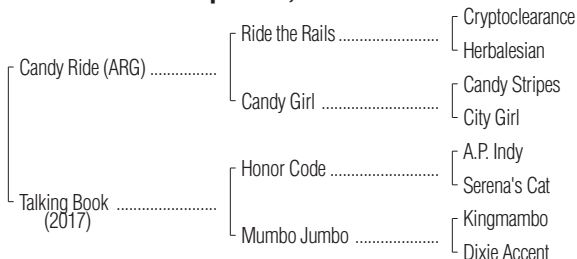 Cryptoclearance
Ride the Rails
Herbalesian
Candy Ride (ARG)
Candy Stripes
Candy Girl
City Girl
A.P. Indy
Honor Code
Serena's Cat
Talking Book
(2017)
Kingmambo
Mumbo Jumbo
Dixie Accent